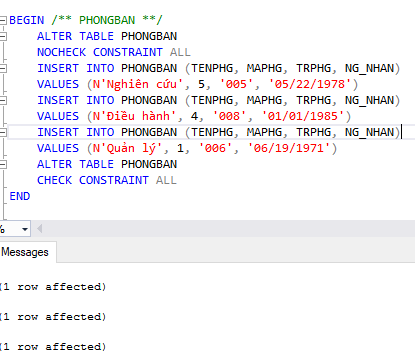 BEGIN /** PHONGBAN **/
ALTER TABLE PHONGBAN
NOCHECK CONSTRAINT ALL
INSERT INTO PHONGBAN (TENPHG, MAPHG, TRPHG, NG_NHAN)
VALUES (N'Nghiên cứu', 5, '005', '05/22/1978')
INSERT INTO PHONGBAN (TENPHG, MAPHG, TRPHG, NG_NHAN)
VALUES (N'Điều hành', 4, '008', '01/01/1985')
INSERT INTO PHONGBAN (TENPHG, MAPHG, TRPHG, NG_NHAN)
VALUES (N'Quản lý', 1, '006', '06/19/1971')
ALTER TABLE PHONGBAN
CHECK CONSTRAINT ALL
END
%
Messages
(1 row affected)
(1 row affected)
(1 row affected)